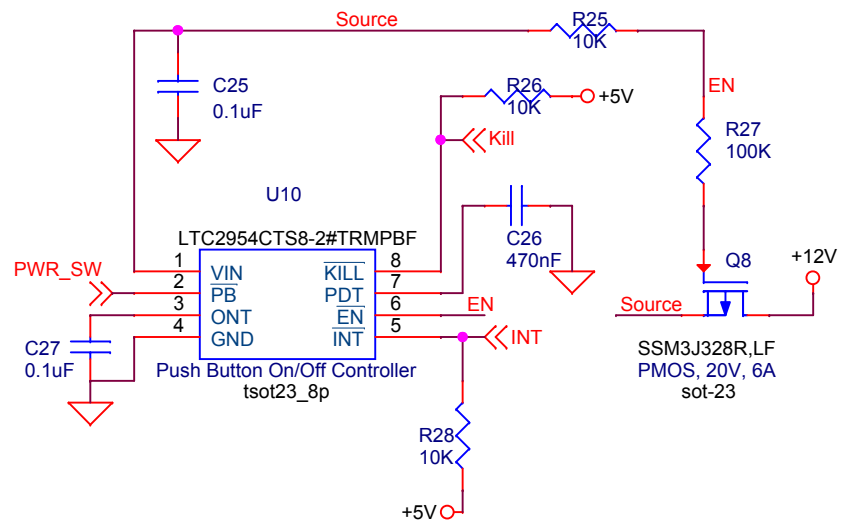 Source
R25
10K
C25
0.1uF
R26
10K
+5V
EN
Kill
R27
100K
U10
LTC2954CTS8-2#TRMPBF
C26
470nF
PWR_SW
1
VIN
KILL
8
2
PB
PDT
7
3
ONT
EN
6
EN
4
GND
INT
5
INT
C27
0.1uF
Push Button On/Off Controller
tsot23_8p
Q8
+12V
Source
SSM3J328R,LF
PMOS, 20V, 6A
sot-23
R28
10K
+5V